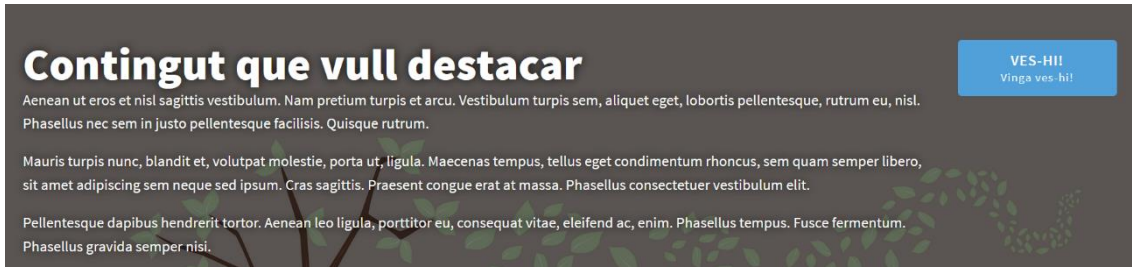 Contingut que vull destacar
Aenean ut eros et nisl sagittis vestibulum. Nam pretium turpis et arcu. Vestibulum turpis sem, aliquet eget, lobortis pellentesque, rutrum eu, nisl.
Phasellus nec sem in justo pellentesque facilisis. Quisque rutrum.
Mauris turpis nunc, blandit et, volutpat molestie, porta ut, ligula. Maecenas tempus, tellus eget condimentum rhoncus, sem quam semper libero,
sit amet adipiscing sem neque sed ipsum. Cras sagittis. Praesent congue erat at massa. Phasellus consectetuer vestibulum elit.
Pellentesque dapibus hendrerit tortor. Aenean leo ligula, porttitor eu, consequat vitae, eleifend ac, enim. Phasellus tempus. Fusce fermentum.
Phasellus gravida semper nisi.
VES-HI!
Vinga ves-hi!